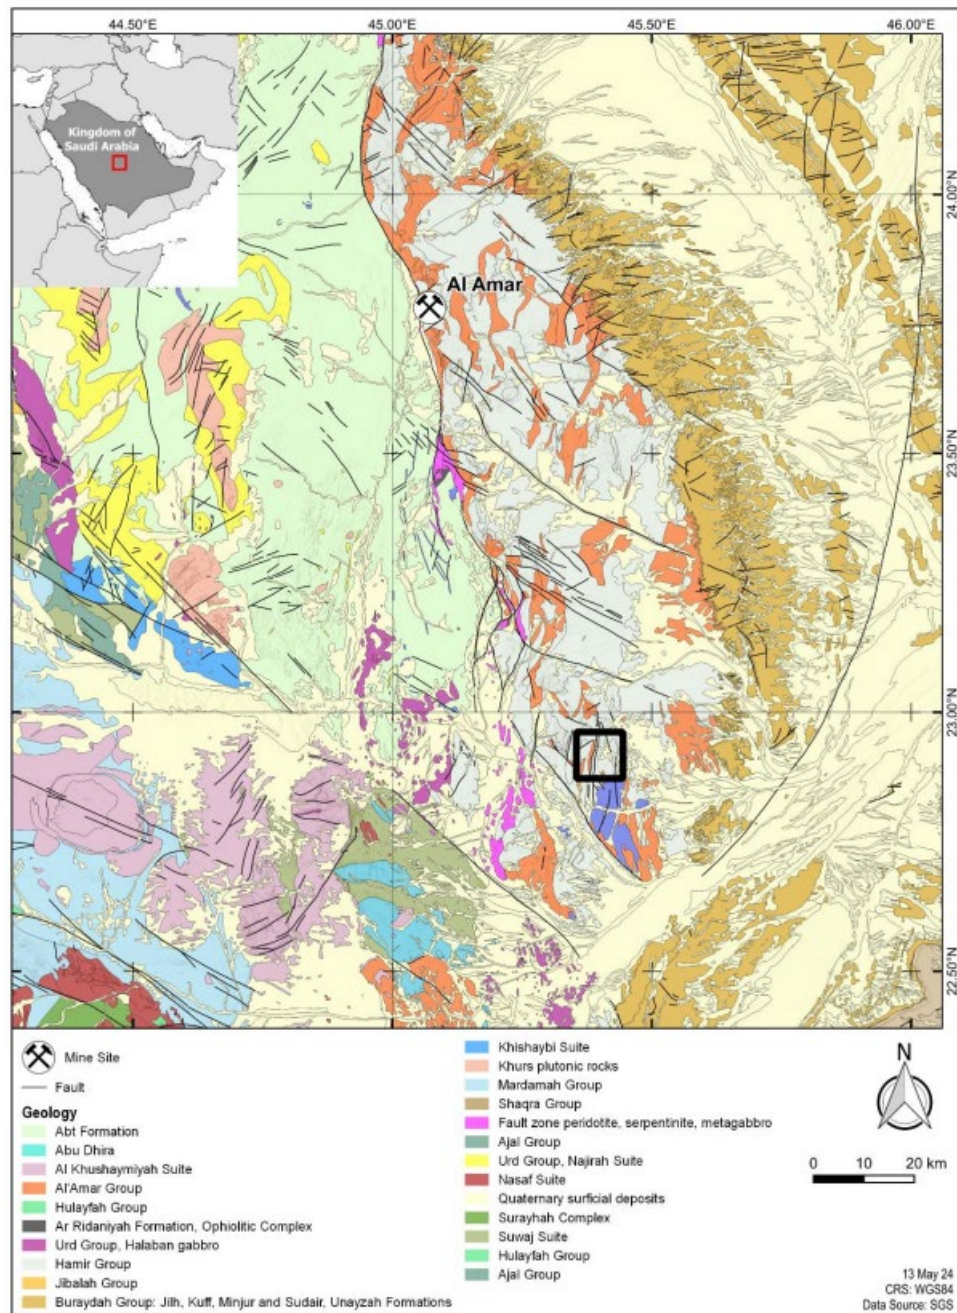 44.50°E
45.00°E
45.50°E
46.00°E
Kingdom of
Saudi Arabia
24.00°N
Al Amar
23.50°N
23.00°N
22.50°N
Mine Site
Fault
Geology
Abt Formation
Abu Dhira
Al Khushaymiyah Suite
Al'Amar Group
Hulayfah Group
Ar Ridaniyah Formation, Ophiolitic Complex
Urd Group, Halaban gabbro
Hamir Group
Jibalah Group
Buraydah Group: Jilh, Kuff, Minjur and Sudair, Unayzah Formations
Khishaybi Suite
Khurs plutonic rocks
Mardamah Group
Shaqra Group
Fault zone peridotite, serpentinite, metagabbro
Ajal Group
Urd Group, Najirah Suite
Nasaf Suite
Quaternary surficial deposits
Surayhah Complex
Suwaj Suite
Hulayfah Group
Ajal Group
N
0 10 20 km
13 May 24
CRS: WGS84
Data Source: SGS